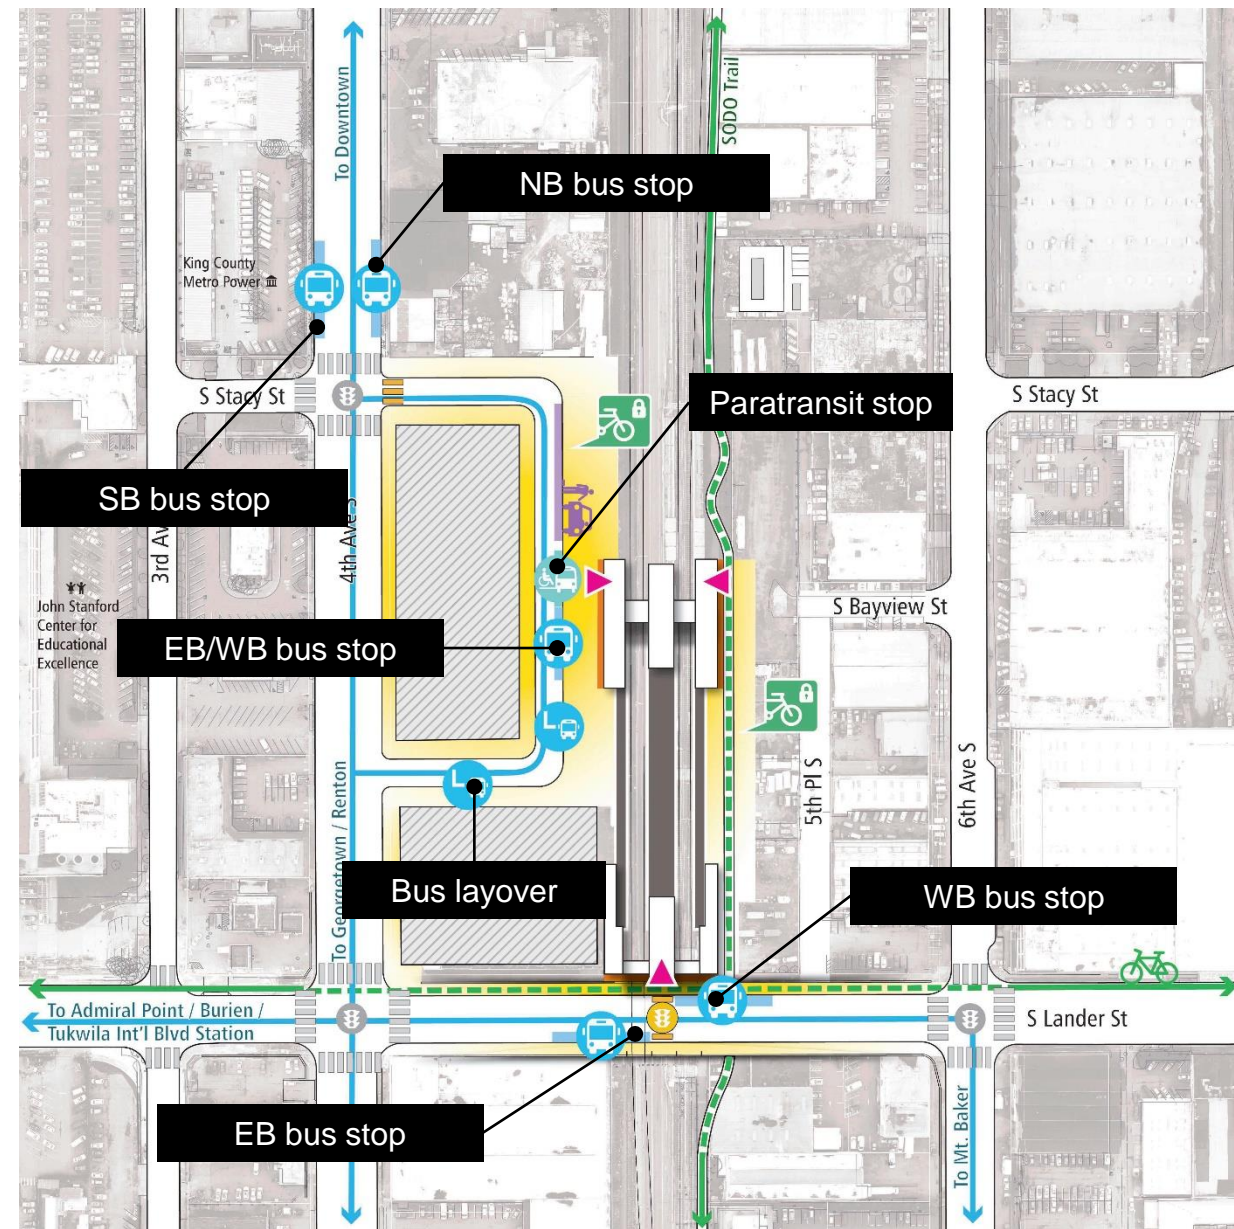 To Downtown
SODO Trail
NB bus stop
King County
Metro Power
S Stacy St
Paratransit stop
S Stacy St
SB bus stop
3rd Av
4th Ave S
John Stanford
Center for
Educational
Excellence
S Bayview St
EB/WB bus stop
5th Pl S
6th Ave S
To Georgetown / Renton
Bus layover
WB bus stop
To Admiral Point / Burien /
Tukwila Int'l Blvd Station
S Lander St
EB bus stop
To Mt. Baker